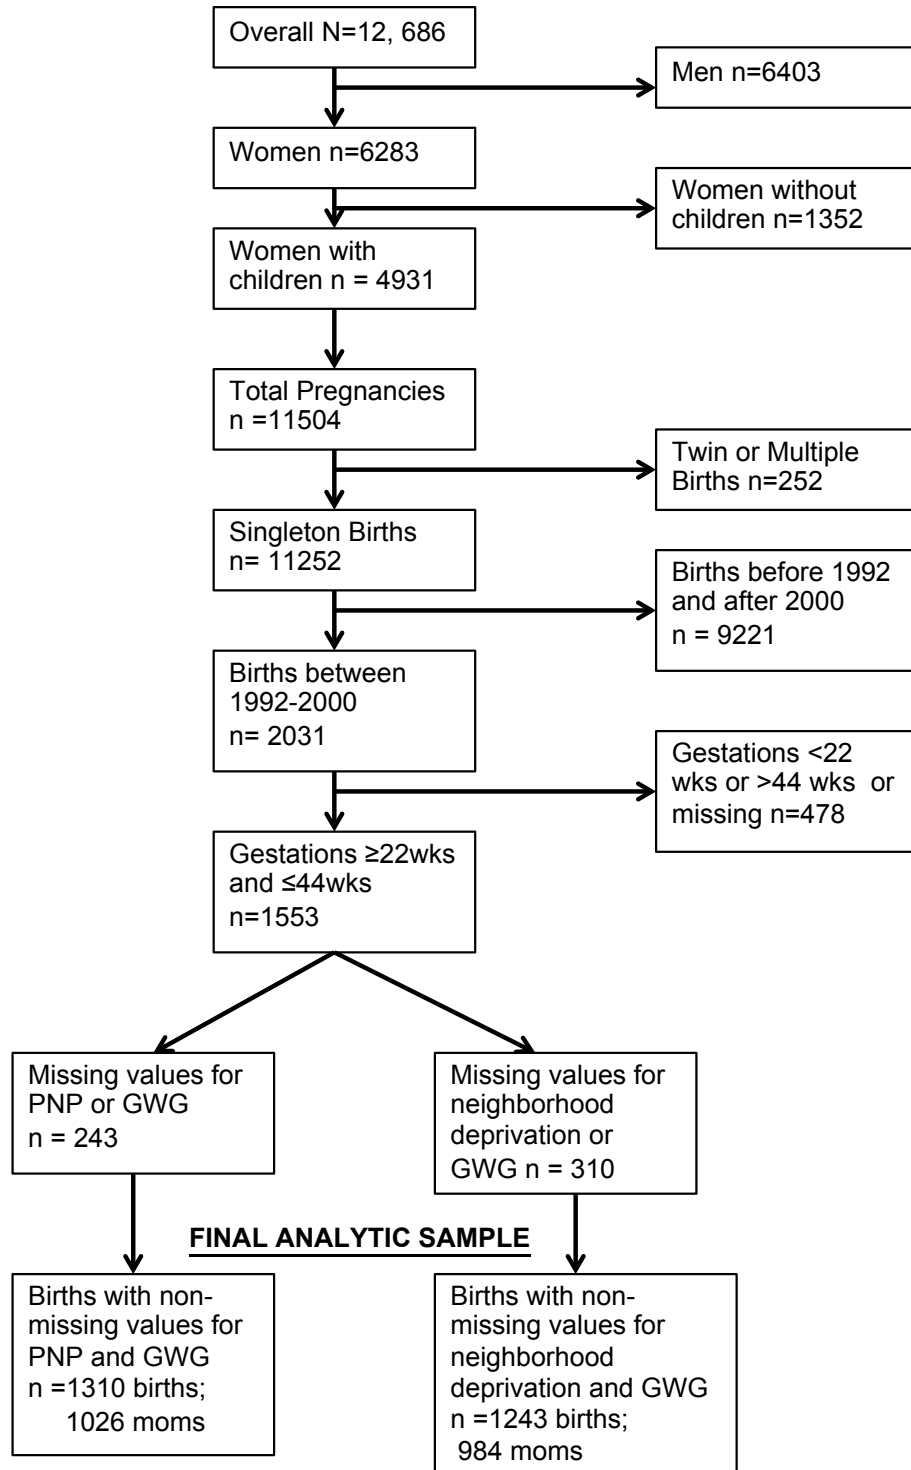 Overall N=12, 686
Men n=6403
Women n=6283
Women without
children n=1352
Women with
children n = 4931
Total Pregnancies
n =11504
Twin or Multiple
Births n=252
Singleton Births
n= 11252
Births before 1992
and after 2000
n = 9221
Births between
1992-2000
n= 2031
Gestations <22
wks or >44 wks  or
missing n=478
Gestations ≥22wks
and ≤44wks
n=1553
Missing values for
PNP or GWG
n = 243
Missing values for
neighborhood
deprivation or
GWG n = 310
FINAL ANALYTIC SAMPLE
Births with non-
missing values for
PNP and GWG
n =1310 births;
1026 moms
Births with non-
missing values for
neighborhood
deprivation and GWG
n =1243 births;
984 moms